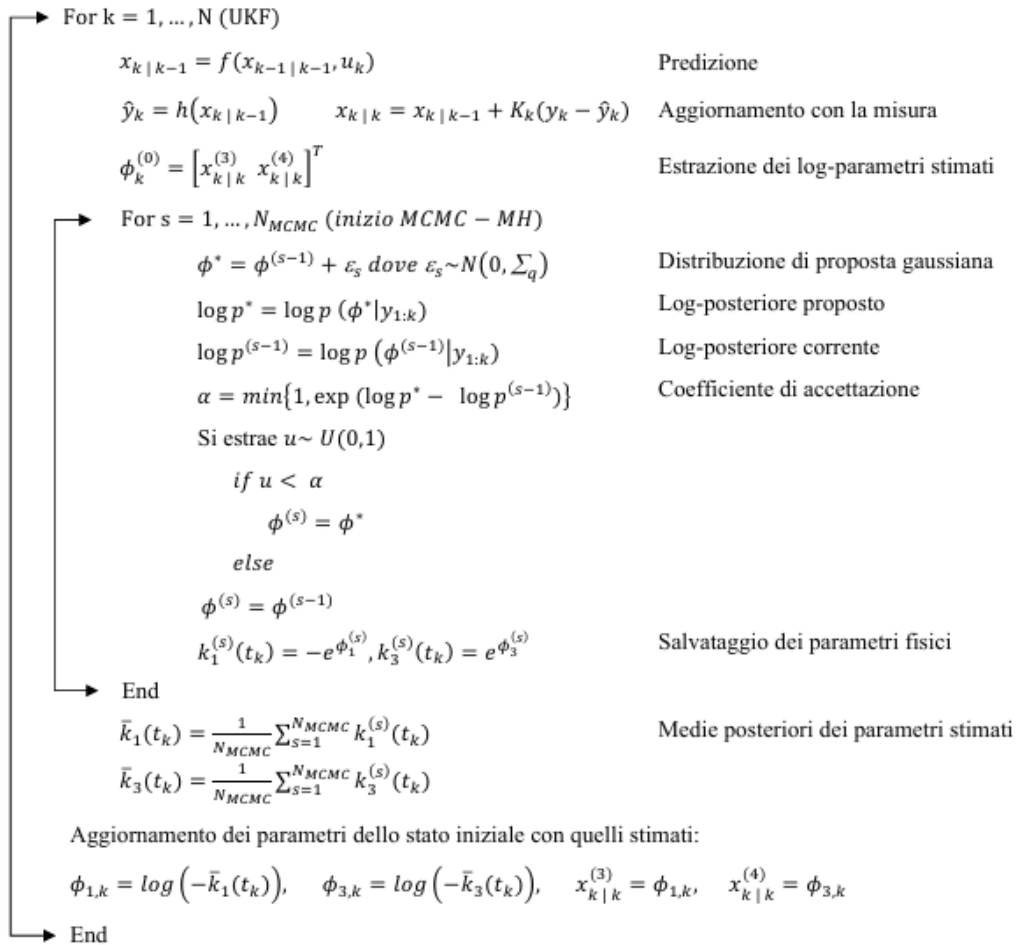 For k = 1, … , N (UKF)
x_{k | k−1} = f(x_{k−1 | k−1}, u_k) Predizione
ŷ_k = h(x_{k | k−1}) x_{k | k} = x_{k | k−1} + K_k(y_k − ŷ_k) Aggiornamento con la misura
ϕ_k^{(0)} = [x_{k | k}^{(3)} x_{k | k}^{(4)}]^T Estrazione dei log-parametri stimati
For s = 1, … , N_{MCMC} (inizio MCMC − MH)
ϕ^* = ϕ^{(s−1)} + ε_s dove ε_s~N(0, Σ_q) Distribuzione di proposta gaussiana
log p^* = log p (ϕ^*|y_{1:k}) Log-posteriore proposto
log p^{(s−1)} = log p (ϕ^{(s−1)}|y_{1:k}) Log-posteriore corrente
α = min{1, exp (log p^* − log p^{(s−1)})} Coefficiente di accettazione
Si estrae u~ U(0,1)
if u < α
ϕ^{(s)} = ϕ^*
else
ϕ^{(s)} = ϕ^{(s−1)}
k_1^{(s)}(t_k) = −e^{ϕ_1^{(s)}}, k_3^{(s)}(t_k) = e^{ϕ_3^{(s)}} Salvataggio dei parametri fisici
End
k̄_1(t_k) = \frac{1}{N_{MCMC}} Σ_{s=1}^{N_{MCMC}} k_1^{(s)}(t_k) Medie posteriori dei parametri stimati
k̄_3(t_k) = \frac{1}{N_{MCMC}} Σ_{s=1}^{N_{MCMC}} k_3^{(s)}(t_k)
Aggiornamento dei parametri dello stato iniziale con quelli stimati:
ϕ_{1,k} = log (−k̄_1(t_k)), ϕ_{3,k} = log (−k̄_3(t_k)), x_{k | k}^{(3)} = ϕ_{1,k}, x_{k | k}^{(4)} = ϕ_{3,k}
End